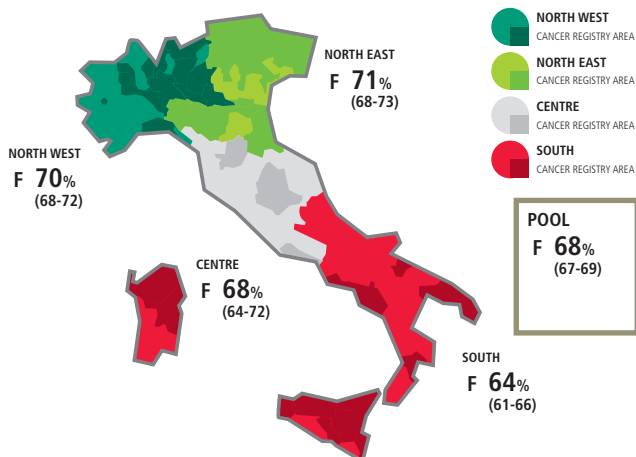 NORTH EAST
F 71%
(68-73)
NORTH WEST
F 70%
(68-72)
CENTRE
F 68%
(64-72)
SOUTH
F 64%
(61-66)
NORTH WEST
CANCER REGISTRY AREA
NORTH EAST
CANCER REGISTRY AREA
CENTRE
CANCER REGISTRY AREA
SOUTH
CANCER REGISTRY AREA
POOL
F 68%
(67-69)